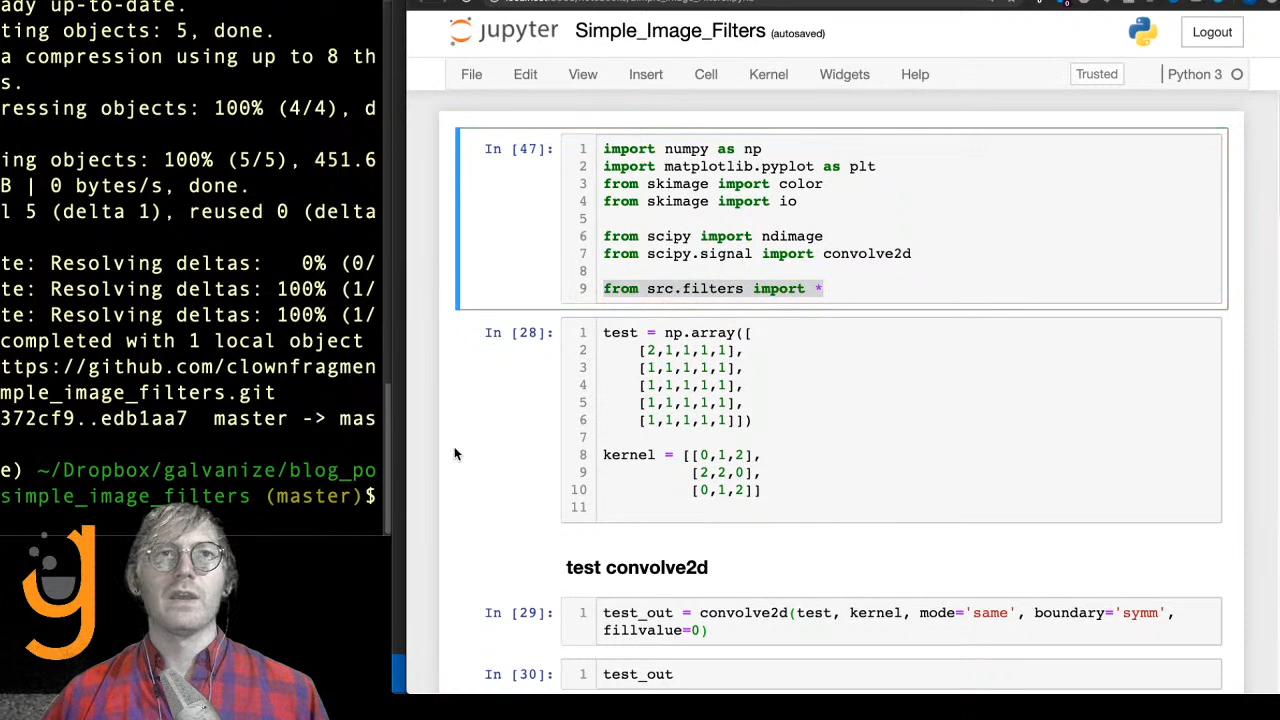 ady up-to-date.
ting objects: 5, done.
a compression using up to 8 th
s.
ressing objects: 100% (4/4), d
ing objects: 100% (5/5), 451.6
B | 0 bytes/s, done.
l 5 (delta 1), reused 0 (delta
te: Resolving deltas:   0% (0/
te: Resolving deltas: 100% (1/
te: Resolving deltas: 100% (1/
completed with 1 local object
ttps://github.com/clownfragmen
mple_image_filters.git
372cf9..edb1aa7  master -> mas
e) ~/Dropbox/galvanize/blog_po
simple_image_filters (master)$
g
jupyter Simple_Image_Filters (autosaved)
Logout
File Edit View Insert Cell Kernel Widgets Help
Trusted
Python 3
In [47]:
1 import numpy as np
2 import matplotlib.pyplot as plt
3 from skimage import color
4 from skimage import io
5
6 from scipy import ndimage
7 from scipy.signal import convolve2d
8
9 from src.filters import *
In [28]:
1 test = np.array([
2 [2,1,1,1,1],
3 [1,1,1,1,1],
4 [1,1,1,1,1],
5 [1,1,1,1,1],
6 [1,1,1,1,1]])
7
8 kernel = [[0,1,2],
9 [2,2,0],
10 [0,1,2]]
11
test convolve2d
In [29]:
1 test_out = convolve2d(test, kernel, mode='same', boundary='symm',
fillvalue=0)
In [30]:
1 test_out